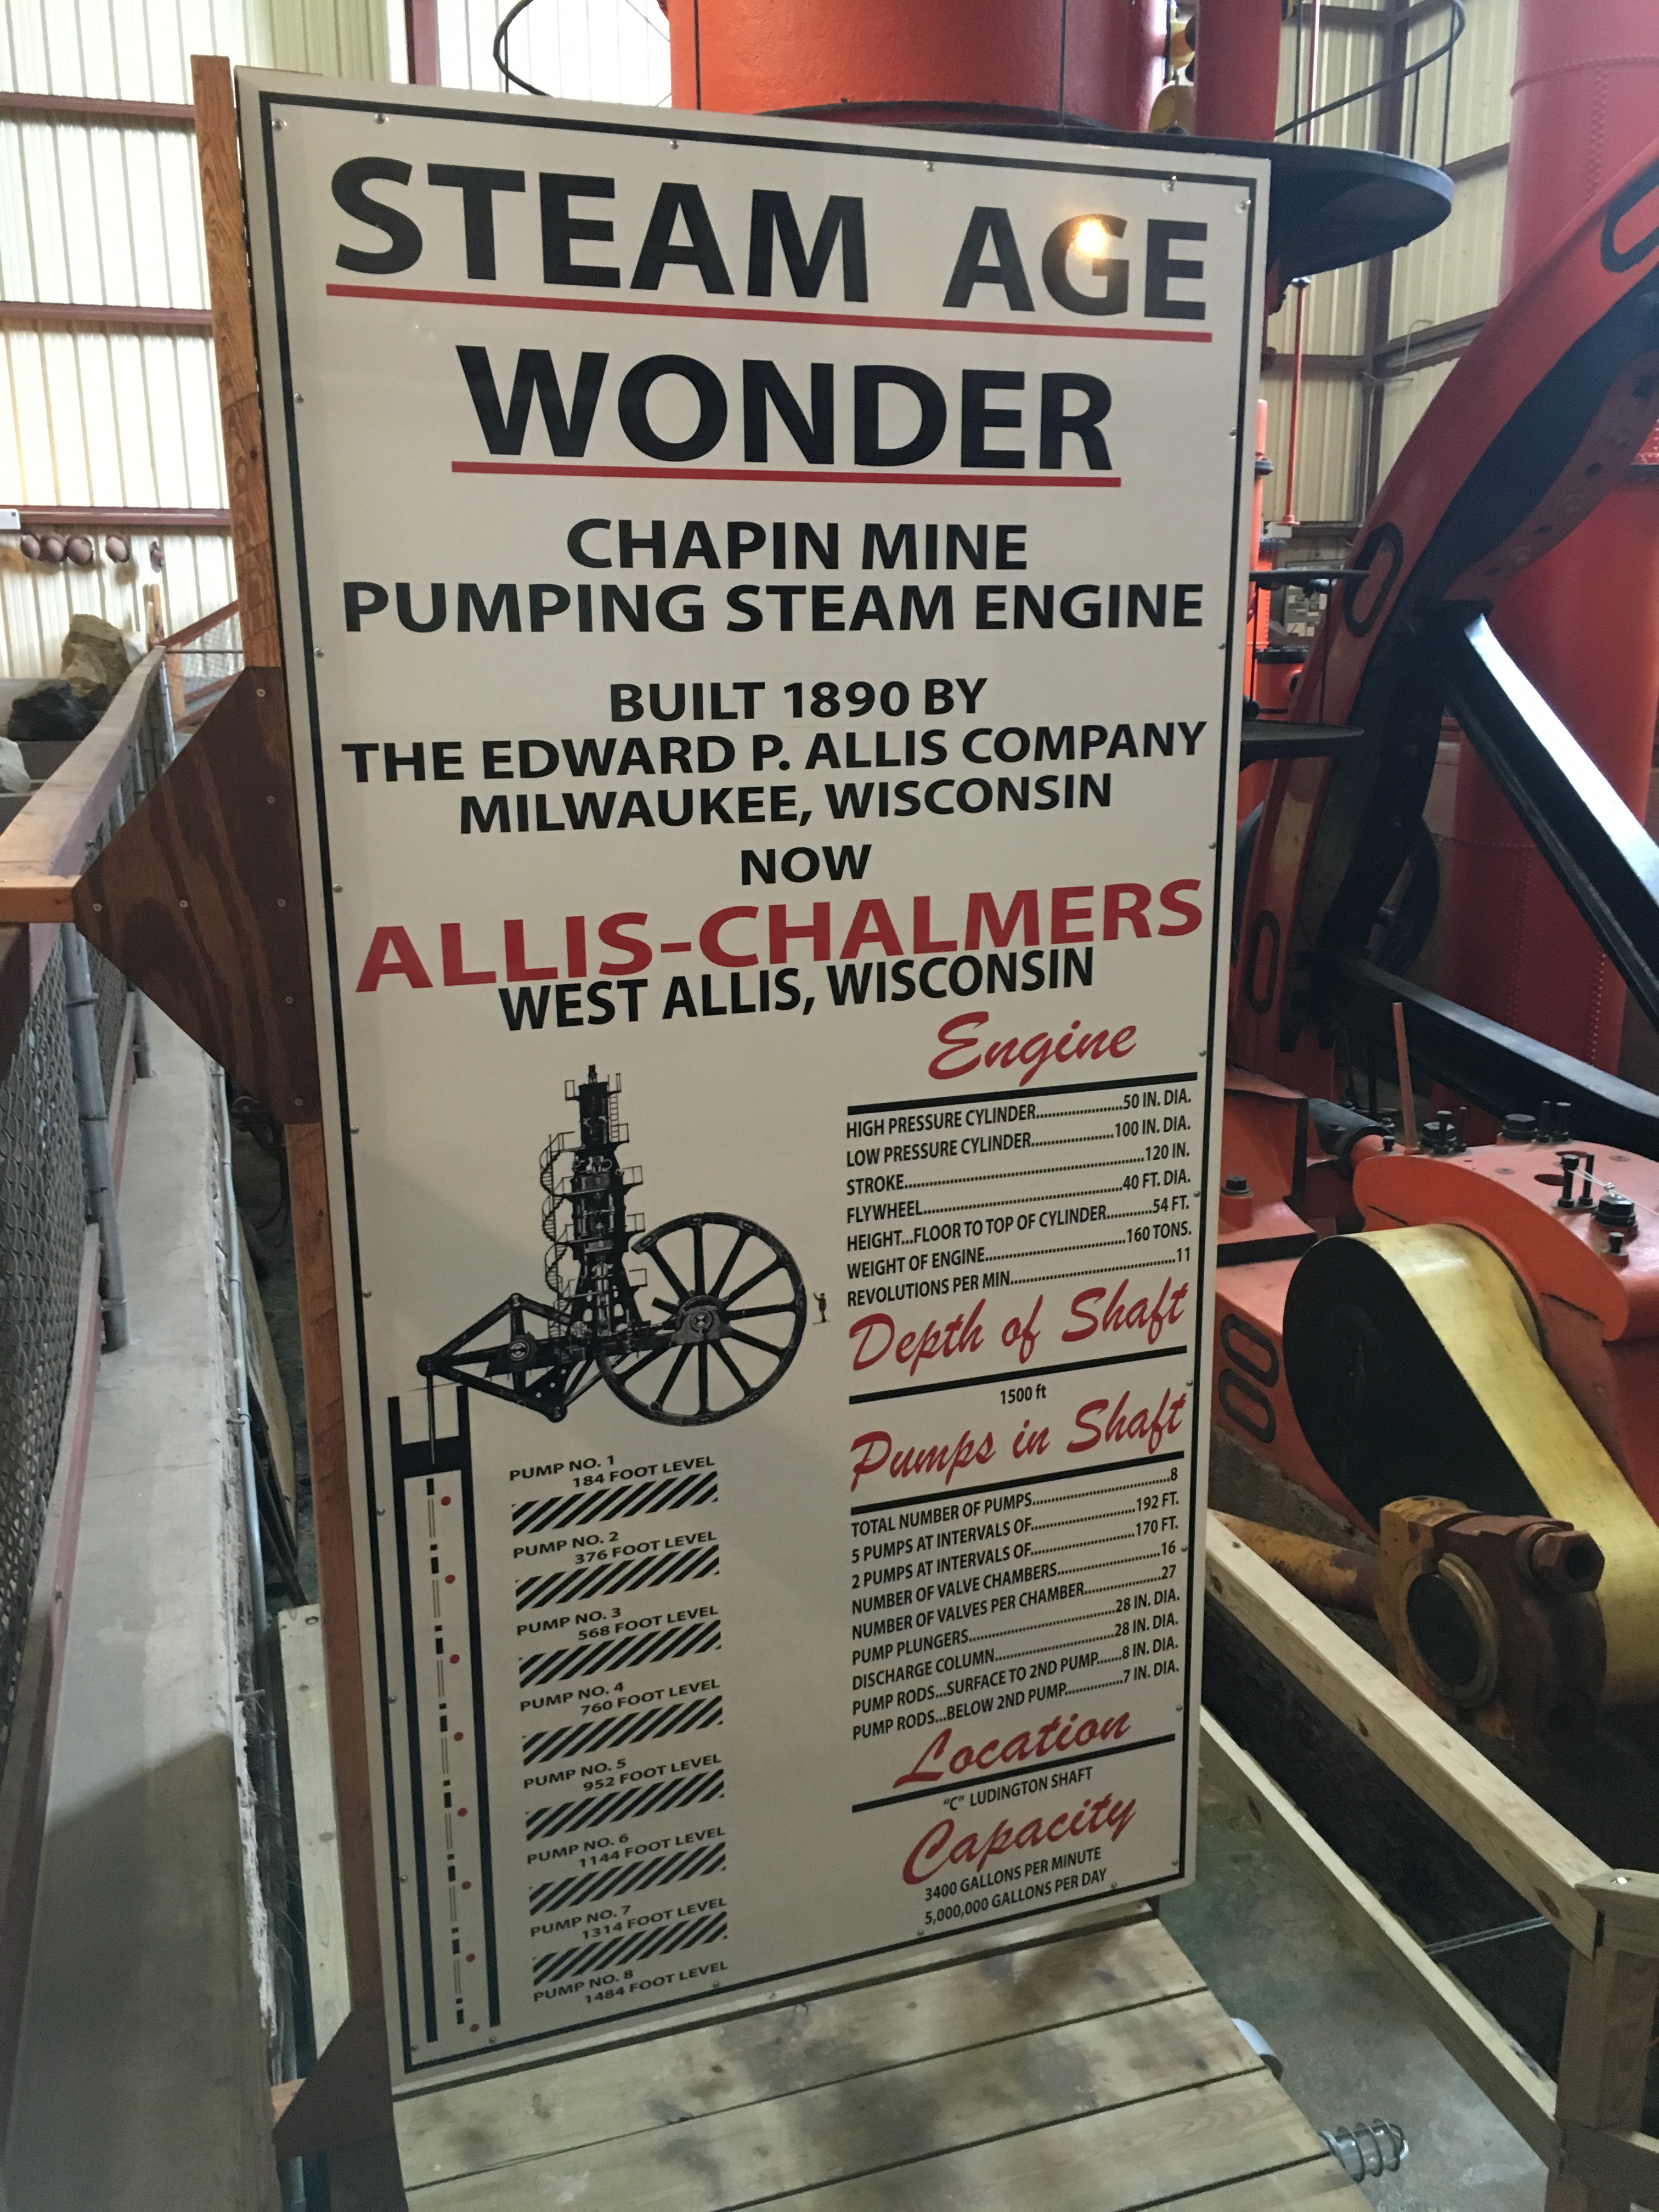 STEAM AGE
WONDER
CHAPIN MINE
PUMPING STEAM ENGINE
BUILT 1890 BY
THE EDWARD P. ALLIS COMPANY
MILWAUKEE, WISCONSIN
NOW
ALLIS-CHALMERS
WEST ALLIS, WISCONSIN
Engine
HIGH PRESSURE CYLINDER......................50 IN. DIA.
LOW PRESSURE CYLINDER.....................100 IN. DIA.
STROKE.............................................................120 IN.
FLYWHEEL...................................................40 FT. DIA.
HEIGHT...FLOOR TO TOP OF CYLINDER............54 FT.
WEIGHT OF ENGINE....................................160 TONS.
REVOLUTIONS PER MIN..........................................11
Depth of Shaft
1500 ft
Pumps in Shaft
TOTAL NUMBER OF PUMPS...................................8
5 PUMPS AT INTERVALS OF...........................192 FT.
2 PUMPS AT INTERVALS OF...........................170 FT.
NUMBER OF VALVE CHAMBERS..........................16
NUMBER OF VALVES PER CHAMBER...................27
PUMP PLUNGERS.....................................28 IN. DIA.
DISCHARGE COLUMN..............................28 IN. DIA.
PUMP RODS...SURFACE TO 2ND PUMP.......8 IN. DIA.
PUMP RODS...BELOW 2ND PUMP...............7 IN. DIA.
Location
"C" LUDINGTON SHAFT
Capacity
3400 GALLONS PER MINUTE
5,000,000 GALLONS PER DAY
PUMP NO. 1
184 FOOT LEVEL
PUMP NO. 2
376 FOOT LEVEL
PUMP NO. 3
568 FOOT LEVEL
PUMP NO. 4
760 FOOT LEVEL
PUMP NO. 5
952 FOOT LEVEL
PUMP NO. 6
1144 FOOT LEVEL
PUMP NO. 7
1314 FOOT LEVEL
PUMP NO. 8
1484 FOOT LEVEL